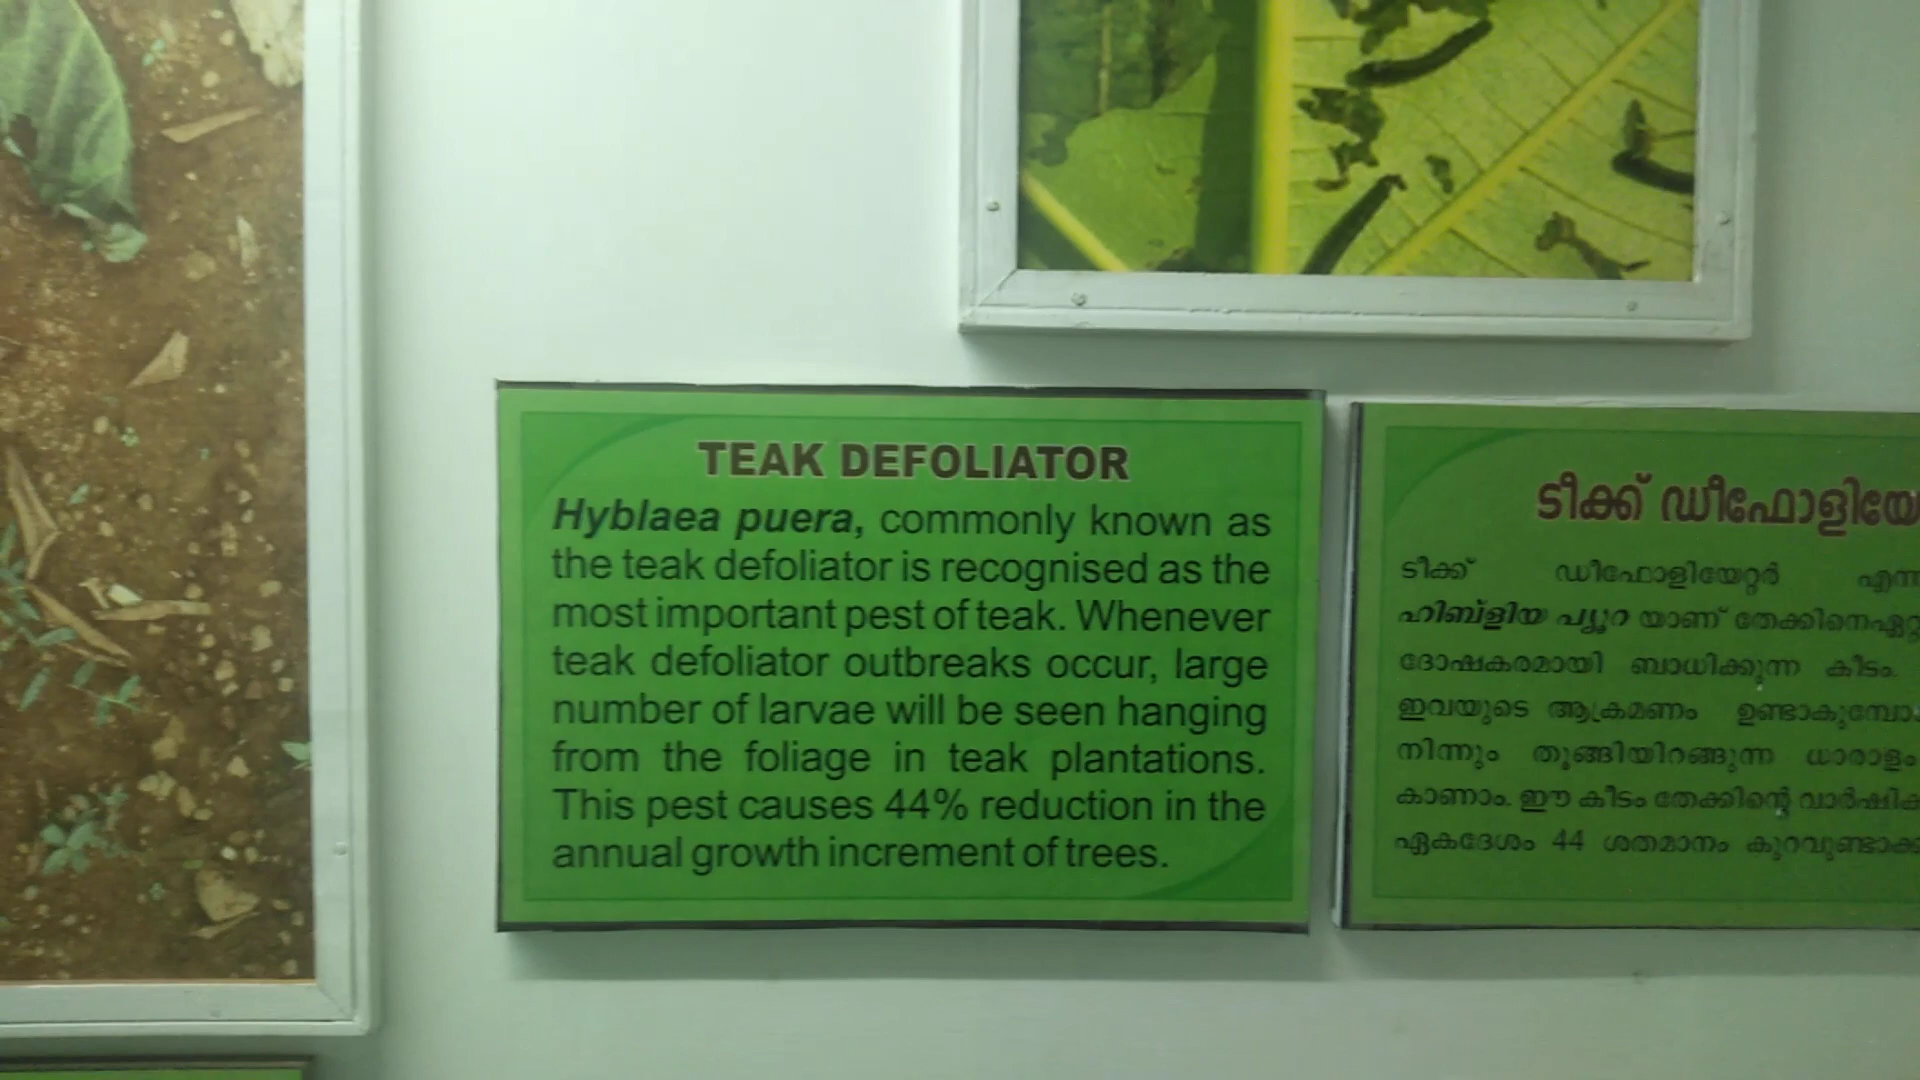 TEAK DEFOLIATOR
Hyblaea puera, commonly known as
the teak defoliator is recognised as the
most important pest of teak. Whenever
teak defoliator outbreaks occur, large
number of larvae will be seen hanging
from the foliage in teak plantations.
This pest causes 44% reduction in the
annual growth increment of trees.
ടീക്ക്
ടീക്ക് ഡീഫോളിയേറ്റർ
ഹിബ്ളിയ പ്യൂറ യാണ്
ദോഷകരമായി ബാധിക്കുന്ന കീടം.
ഇവയുടെ ആക്രമണം
നിന്നും തൂങ്ങിയിറങ്ങുന്ന ധാരാളം
കാണാം. ഈ കീടം തേക്കിന്റെ
ഏകദേശം 44 ശതമാനം